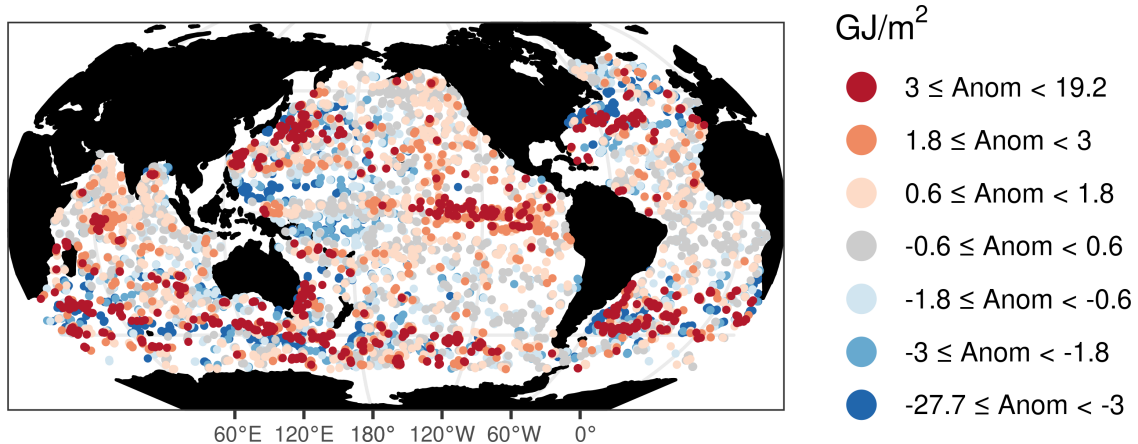 GJ/m²
3 ≤ Anom < 19.2
1.8 ≤ Anom < 3
0.6 ≤ Anom < 1.8
-0.6 ≤ Anom < 0.6
-1.8 ≤ Anom < -0.6
-3 ≤ Anom < -1.8
-27.7 ≤ Anom < -3
60°E 120°E 180° 120°W 60°W 0°